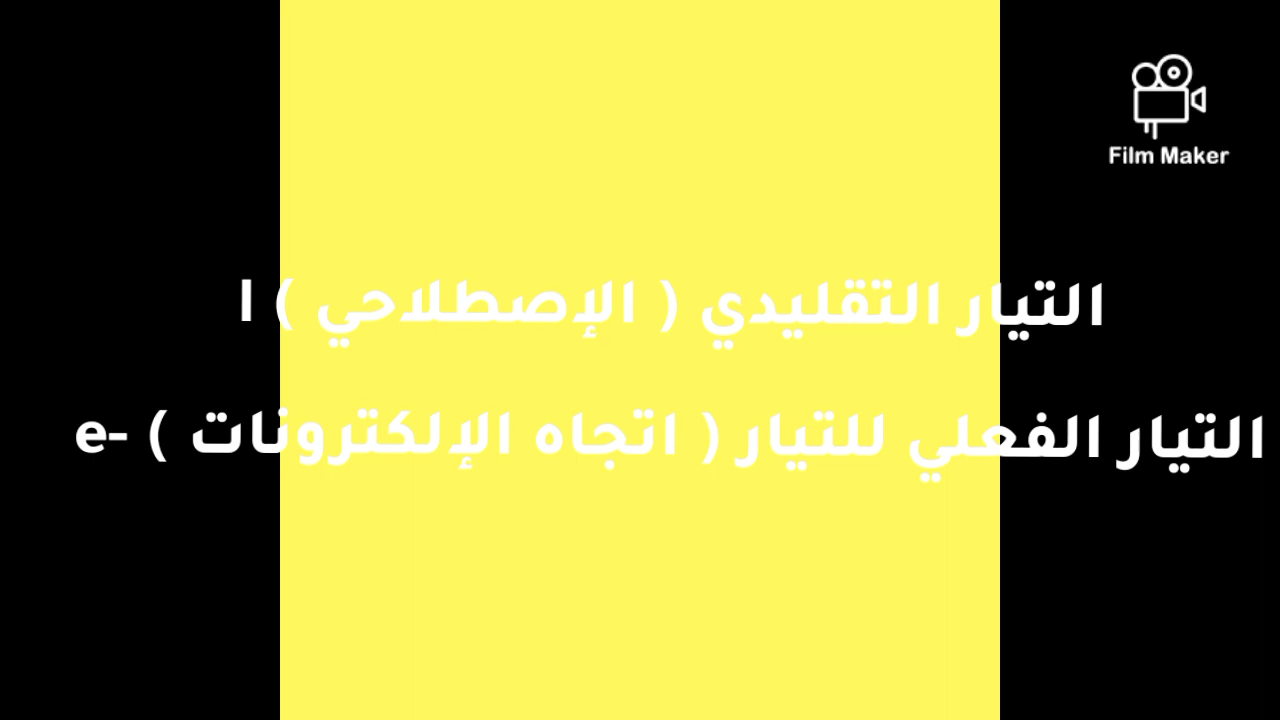 Film Maker
التيار التقليدي ( الإصطلاحي ) I
التيار الفعلي للتيار ( اتجاه الإلكترونات ) e-